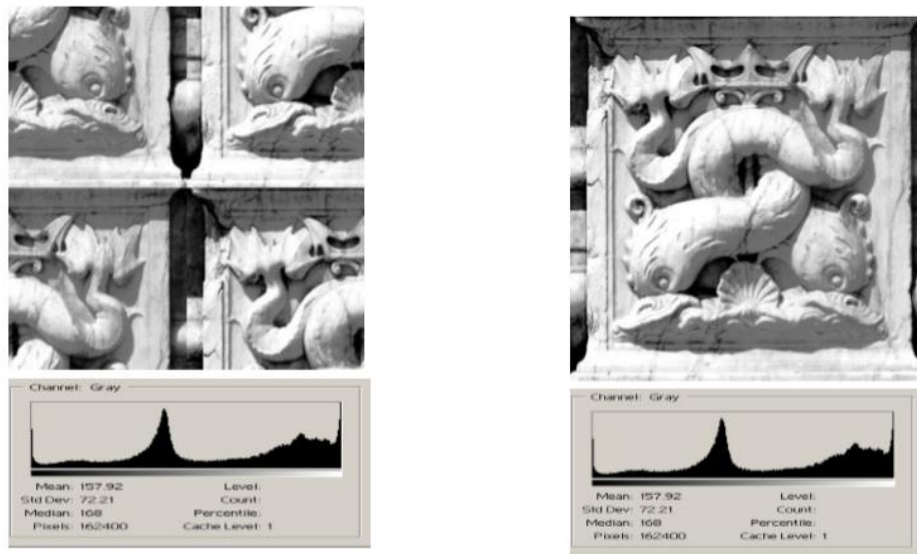 Channel: Gray
Mean: 157.92 Level:
Std Dev: 72.21 Count:
Median: 168 Percentile:
Pixels: 162400 Cache Level: 1
Channel: Gray
Mean: 157.92 Level:
Std Dev: 72.21 Count:
Median: 168 Percentile:
Pixels: 162400 Cache Level: 1